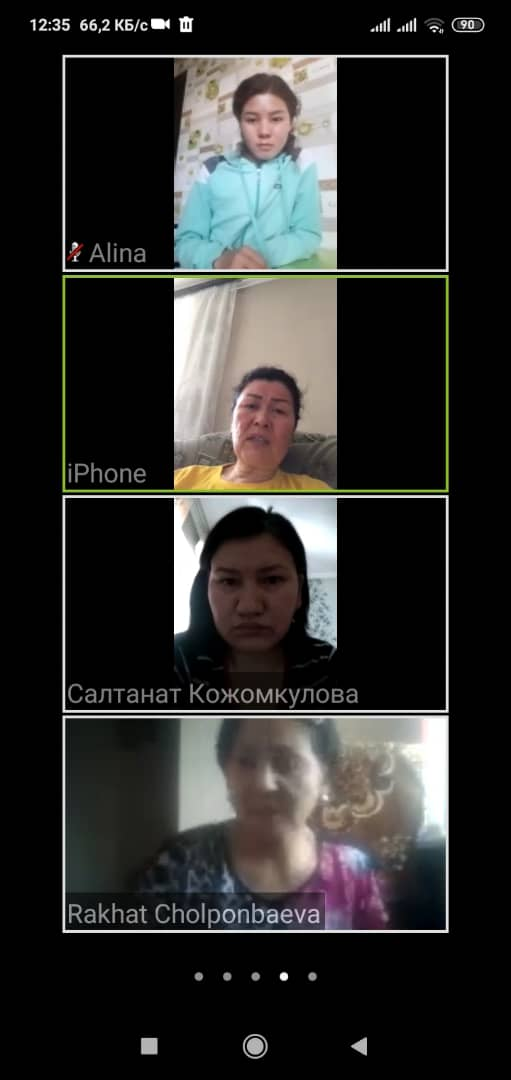 12:35 66,2 КБ/с 90
Alina
iPhone
Салтанат Кожомкулова
Rakhat Cholponbaeva